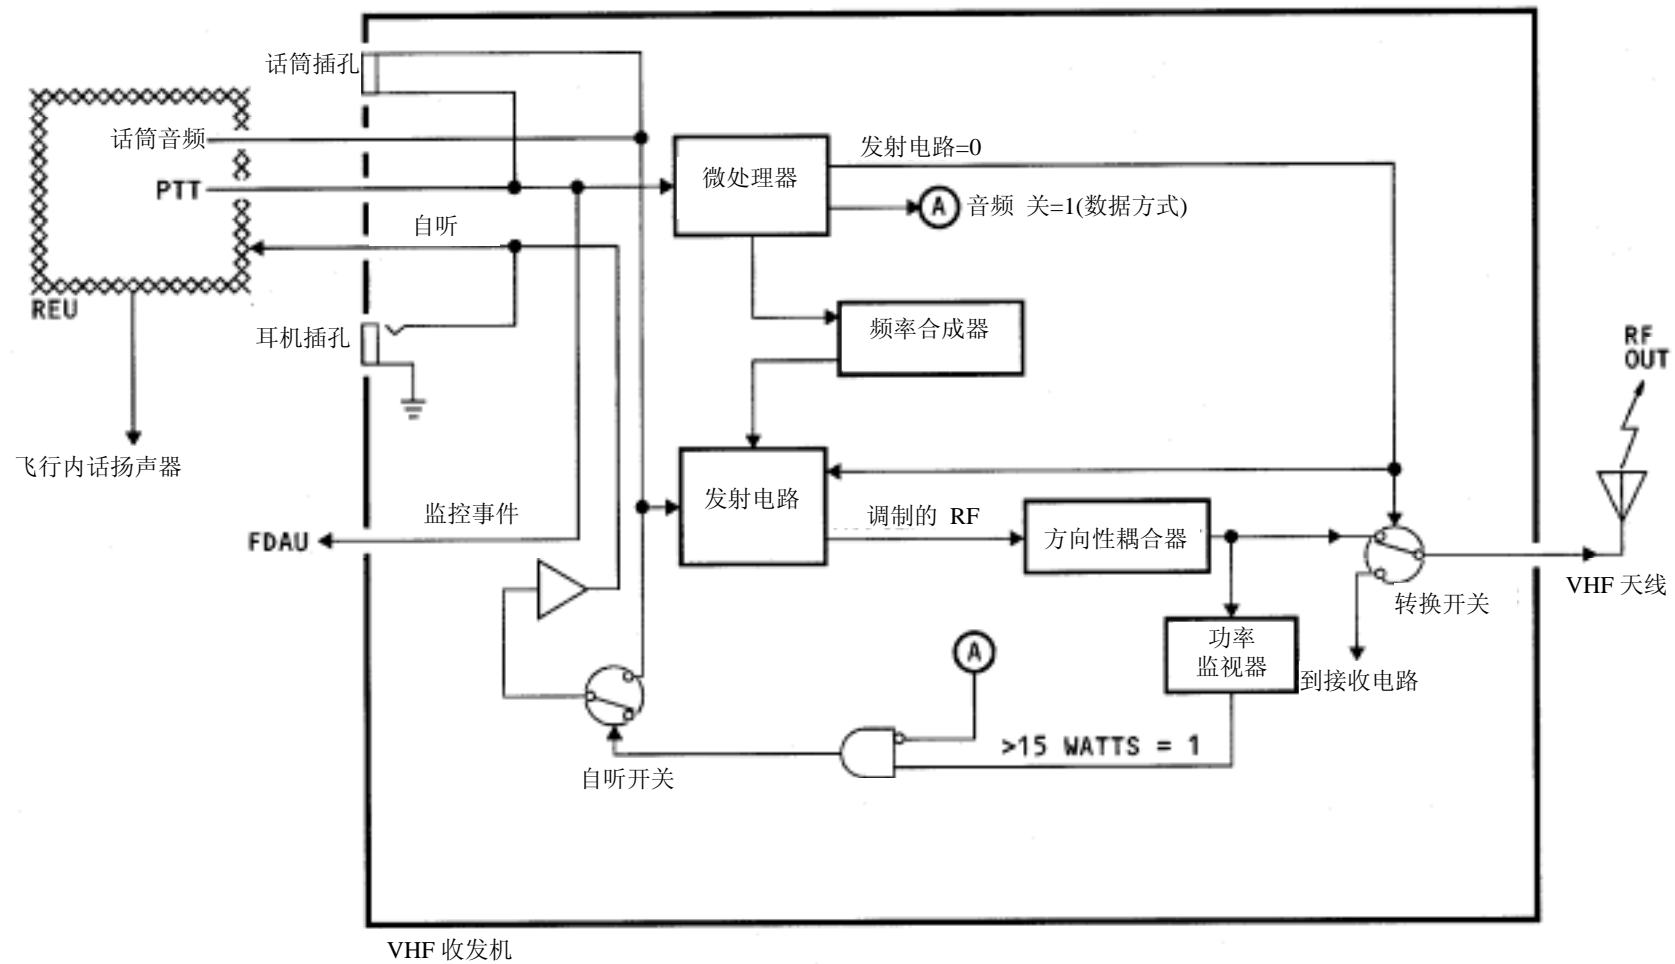 话筒插孔
话筒音频
PTT
自听
REU
耳机插孔
飞行内话扬声器
FDAU
监控事件
微处理器
发射电路=0
A
音频 关=1(数据方式)
频率合成器
发射电路
调制的 RF
方向性耦合器
RF
OUT
VHF 天线
转换开关
功率
监视器
到接收电路
A
>15 WATTS = 1
自听开关
VHF 收发机